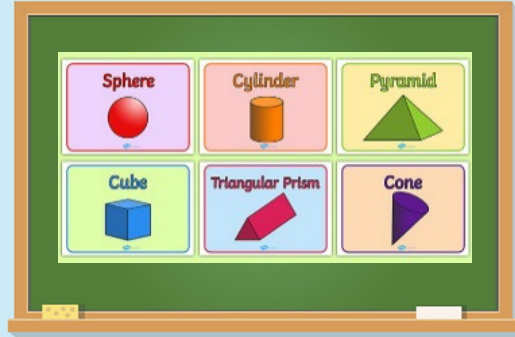 Sphere
Cylinder
Pyramid
Cube
Triangular Prism
Cone